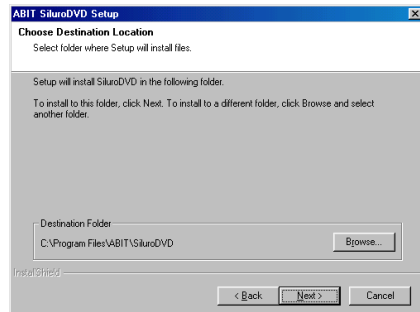 ABIT SiluroDVD Setup
Choose Destination Location
Select folder where Setup will install files.
Setup will install SiluroDVD in the following folder.
To install to this folder, click Next. To install to a different folder, click Browse and select
another folder.
Destination Folder
C:\Program Files\ABIT\SiluroDVD
Browse...
InstallShield
< Back
Next >
Cancel